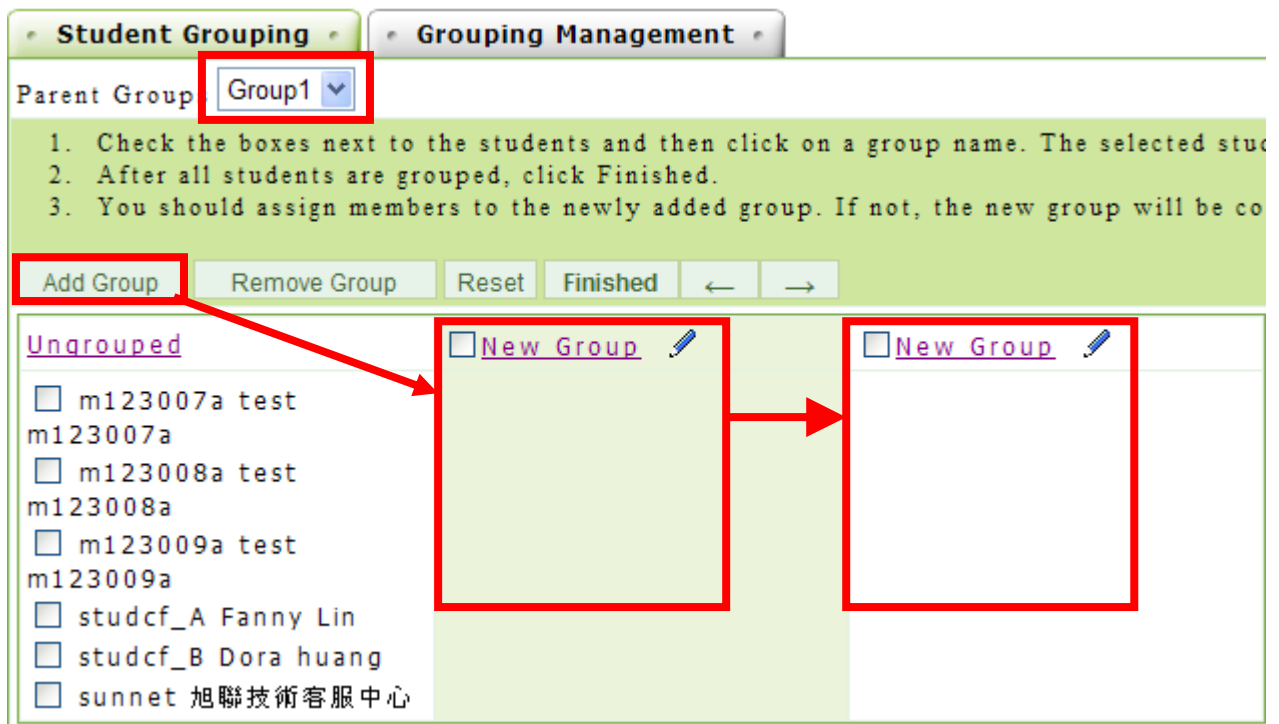 Student Grouping
Grouping Management
Parent Group Group1
1. Check the boxes next to the students and then click on a group name. The selected
2. After all students are grouped, click Finished.
3. You should assign members to the newly added group. If not, the new group will be
Add Group Remove Group Reset Finished ← →
Ungrouped
m123007a test
m123007a
m123008a test
m123008a
m123009a test
m123009a
studcf_A Fanny Lin
studcf_B Dora huang
sunnet 旭聯技術客服中心
New Group
New Group